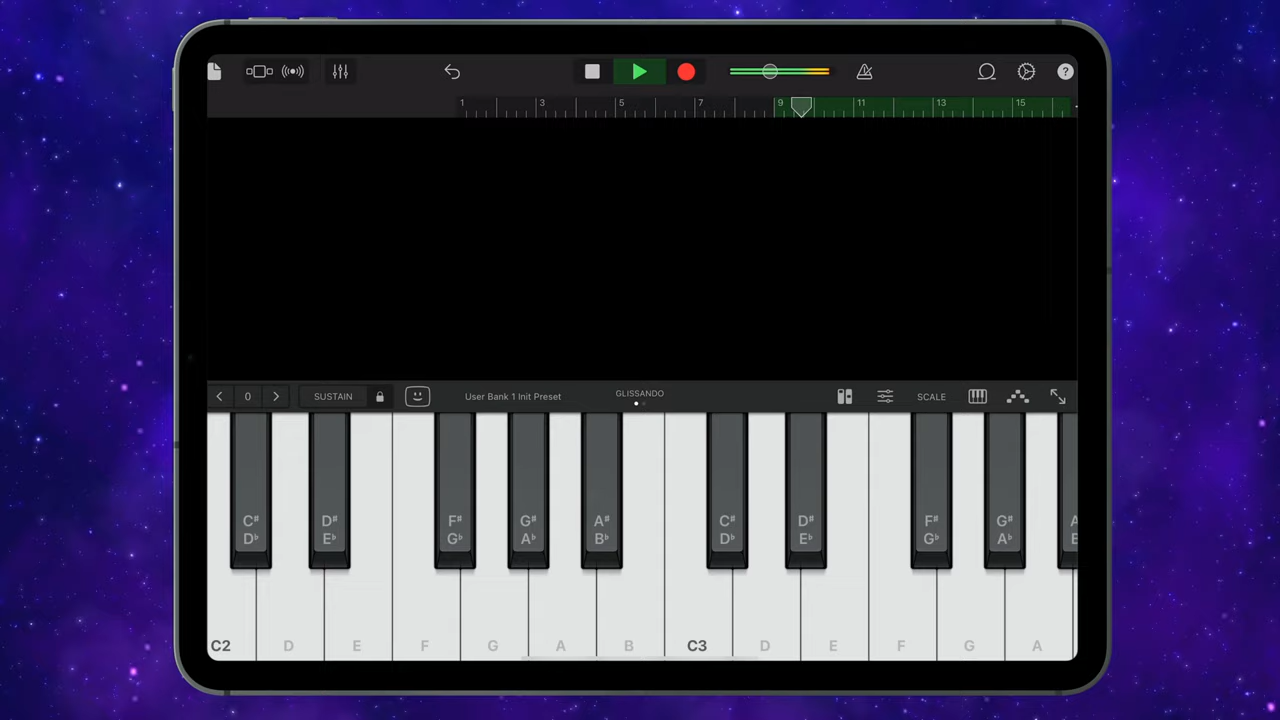 ?
1 3 5 7 9 11 13 15
0 SUSTAIN User Bank 1 Init Preset GLISSANDO SCALE
C♯ D♯ F♯ G♯ A♯ C♯ D♯ F♯ G♯ A
D♭ E♭ G♭ A♭ B♭ D♭ E♭ G♭ A♭
C2 D E F G A B C3 D E F G A